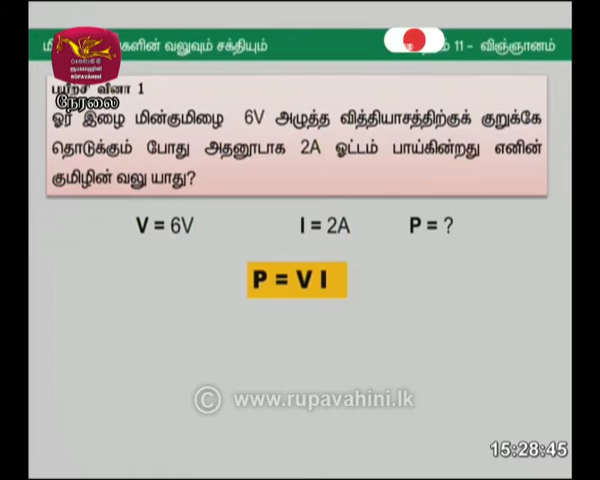 களின் வலுவும் சக்தியும்
11 - விஞ்ஞானம்
RUPAVAHINI
பயிற்சி வினா 1
நேரலை
ஓர் இழை மின்குமிழை 6V அழுத்த வித்தியாசத்திற்குக் குறுக்கே
தொடுக்கும் போது அதனூடாக 2A ஓட்டம் பாய்கின்றது எனின்
குமிழின் வலு யாது?
V = 6V I = 2A P = ?
P = V I
© www.rupavahini.lk
15:28:45